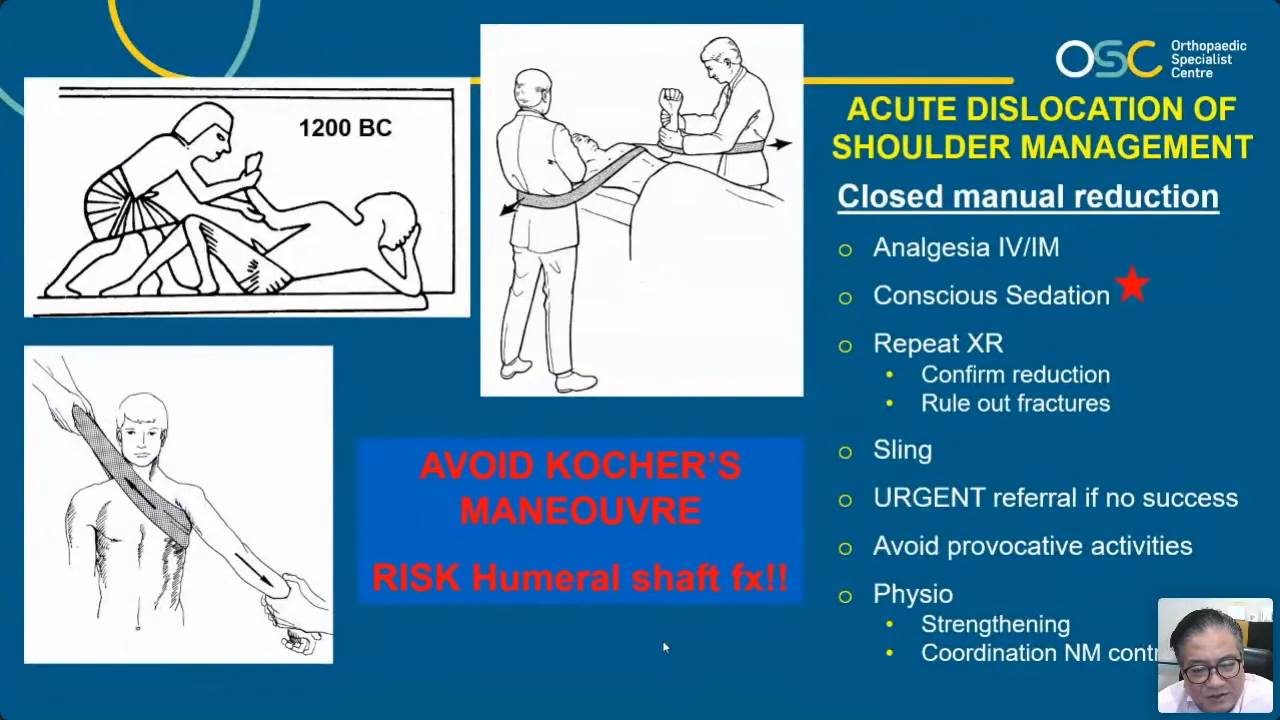 OSC Orthopaedic
Specialist
Centre
1200 BC
ACUTE DISLOCATION OF
SHOULDER MANAGEMENT
Closed manual reduction
Analgesia IV/IM
Conscious Sedation
Repeat XR
Confirm reduction
Rule out fractures
Sling
URGENT referral if no success
Avoid provocative activities
Physio
Strengthening
Coordination NM
AVOID KOCHER'S
MANEOUVRE
RISK Humeral shaft fx!!